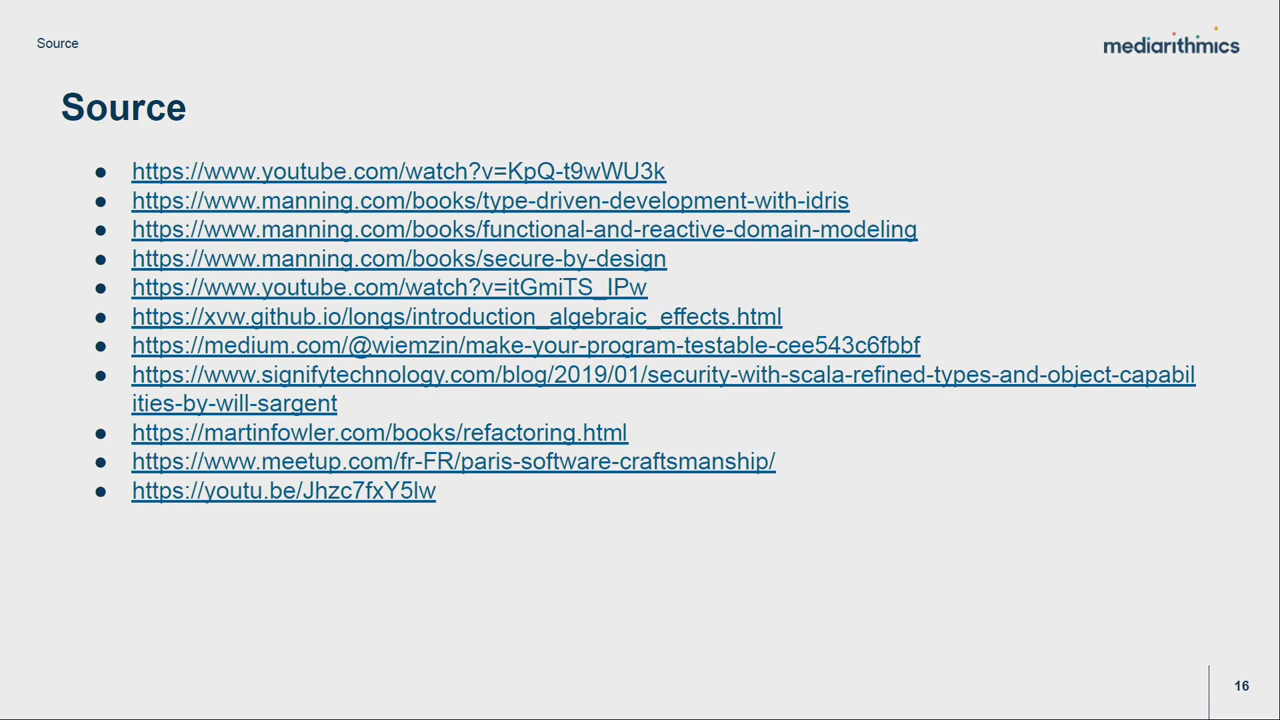 Source
mediarithmics
Source
● https://www.youtube.com/watch?v=KpQ-t9wWU3k
● https://www.manning.com/books/type-driven-development-with-idris
● https://www.manning.com/books/functional-and-reactive-domain-modeling
● https://www.manning.com/books/secure-by-design
● https://www.youtube.com/watch?v=itGmiTS_IPw
● https://xvw.github.io/longs/introduction_algebraic_effects.html
● https://medium.com/@wiemzin/make-your-program-testable-cee543c6fbbf
● https://www.signifytechnology.com/blog/2019/01/security-with-scala-refined-types-and-object-capabil
ities-by-will-sargent
● https://martinfowler.com/books/refactoring.html
● https://www.meetup.com/fr-FR/paris-software-craftsmanship/
● https://youtu.be/Jhzc7fxY5lw
16